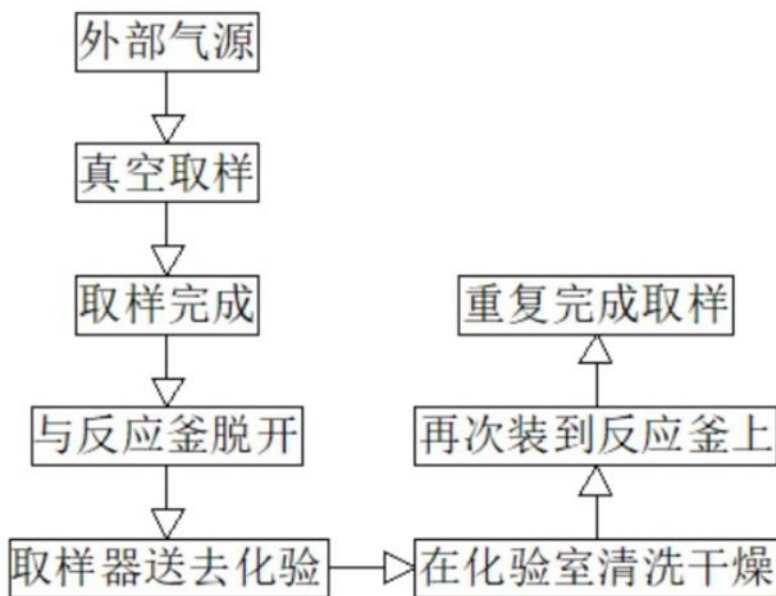 外部气源
真空取样
取样完成
与反应釜脱开
取样器送去化验
在化验室清洗干燥
再次装到反应釜上
重复完成取样